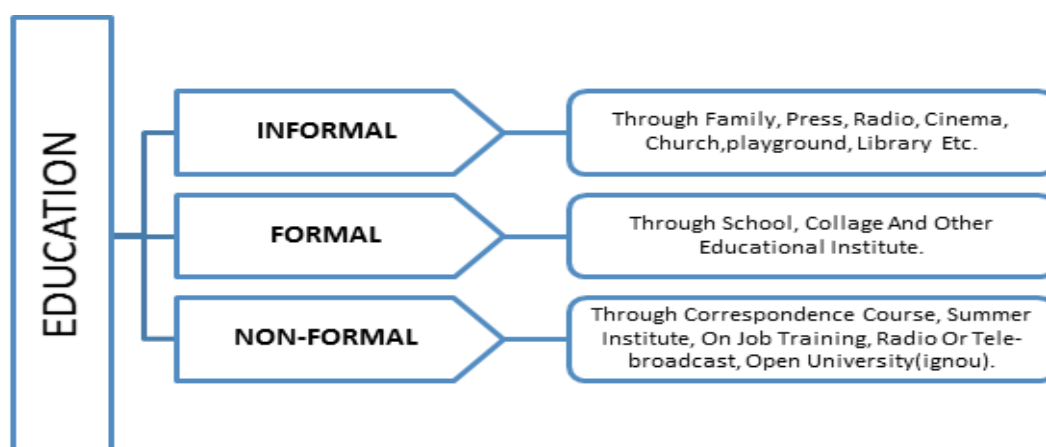 EDUCATION
INFORMAL
Through Family, Press, Radio, Cinema,
Church,playground, Library Etc.
FORMAL
Through School, Collage And Other
Educational Institute.
NON-FORMAL
Through Correspondence Course, Summer
Institute, On Job Training, Radio Or Tele-
broadcast, Open University(ignou).